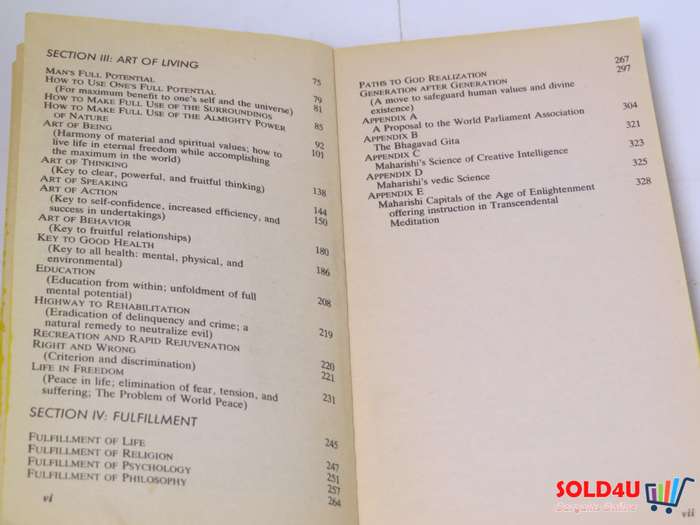 SECTION III: ART OF LIVING
MAN'S FULL POTENTIAL 75
HOW TO USE ONE'S FULL POTENTIAL 79
(For maximum benefit to one's self and the universe)
HOW TO MAKE FULL USE OF THE SURROUNDINGS 81
HOW TO MAKE FULL USE OF THE ALMIGHTY POWER
OF NATURE 85
ART OF BEING 92
(Harmony of material and spiritual values; how to
live life in eternal freedom while accomplishing 101
the maximum in the world)
ART OF THINKING
(Key to clear, powerful, and fruitful thinking)
ART OF SPEAKING 138
ART OF ACTION
(Key to self-confidence, increased efficiency, and 144
success in undertakings) 150
ART OF BEHAVIOR
(Key to fruitful relationships)
KEY TO GOOD HEALTH 180
(Key to all health: mental, physical, and
environmental) 186
EDUCATION
(Education from within; unfoldment of full
mental potential) 208
HIGHWAY TO REHABILITATION
(Eradication of delinquency and crime; a
natural remedy to neutralize evil) 219
RECREATION AND RAPID REJUVENATION
RIGHT AND WRONG 220
(Criterion and discrimination) 221
LIFE IN FREEDOM
(Peace in life; elimination of fear, tension, and 231
suffering; The Problem of World Peace)
SECTION IV: FULFILLMENT
FULFILLMENT OF LIFE 245
FULFILLMENT OF RELIGION
FULFILLMENT OF PSYCHOLOGY 247
FULFILLMENT OF PHILOSOPHY 251
257
vi 264
PATHS TO GOD REALIZATION 267
GENERATION AFTER GENERATION 297
(A move to safeguard human values and divine
existence)
APPENDIX A
A Proposal to the World Parliament Association 304
APPENDIX B
The Bhagavad Gita 321
APPENDIX C
Maharishi's Science of Creative Intelligence 323
APPENDIX D
Maharishi's vedic Science 325
APPENDIX E
Maharishi Capitals of the Age of Enlightenment 328
offering instruction in Transcendental
Meditation
vii
SOLD4U
Bargains Online